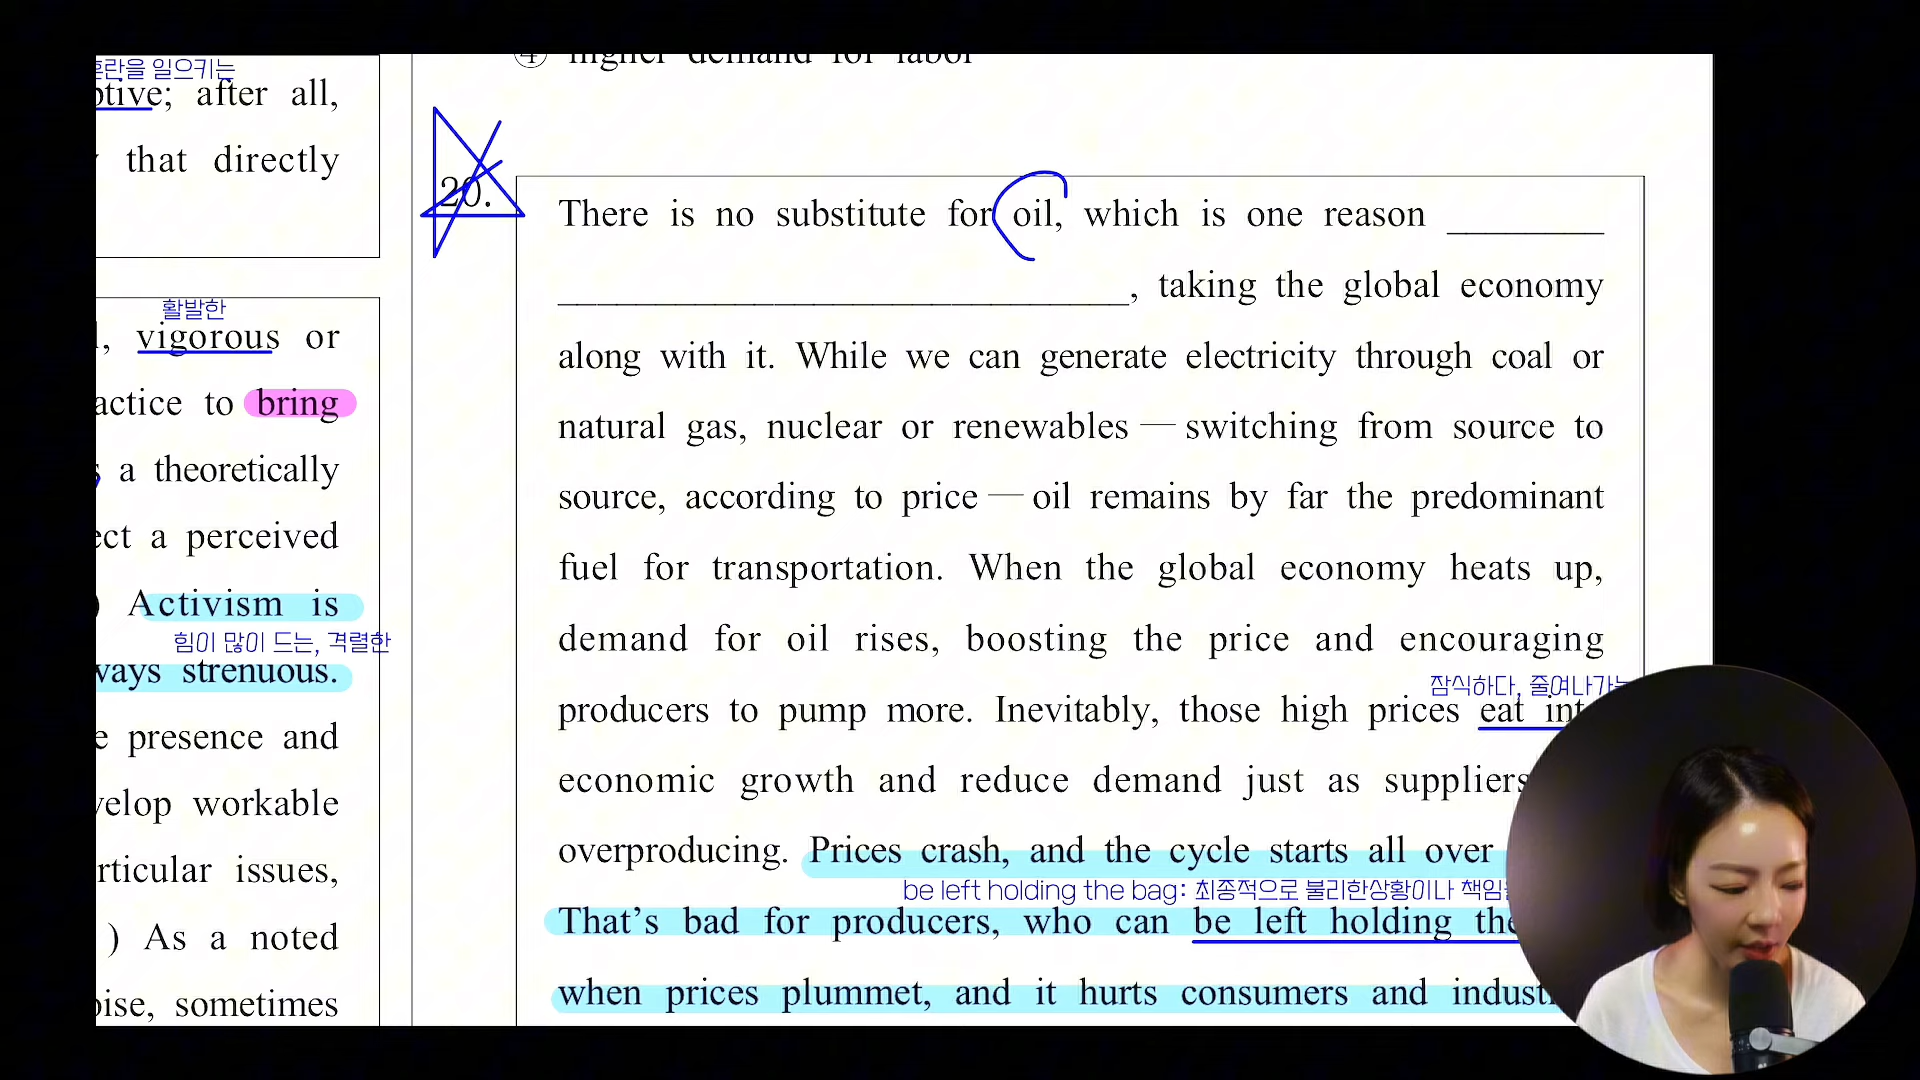 혼란을 일으키는
ptive; after all,
that directly
활발한
vigorous or
actice to bring
a theoretically
ect a perceived
) Activism is
힘이 많이 드는, 격렬한
ways strenuous.
e presence and
velop workable
rticular issues,
) As a noted
oise, sometimes
④ higher demand for labor
20.
There is no substitute for oil, which is one reason ________
______________________________, taking the global economy
along with it. While we can generate electricity through coal or
natural gas, nuclear or renewables — switching from source to
source, according to price — oil remains by far the predominant
fuel for transportation. When the global economy heats up,
demand for oil rises, boosting the price and encouraging
잠식하다, 줄여나가는
producers to pump more. Inevitably, those high prices eat int
economic growth and reduce demand just as suppliers
overproducing. Prices crash, and the cycle starts all over
be left holding the bag: 최종적으로 불리한상황이나 책임을
That's bad for producers, who can be left holding the
when prices plummet, and it hurts consumers and indust